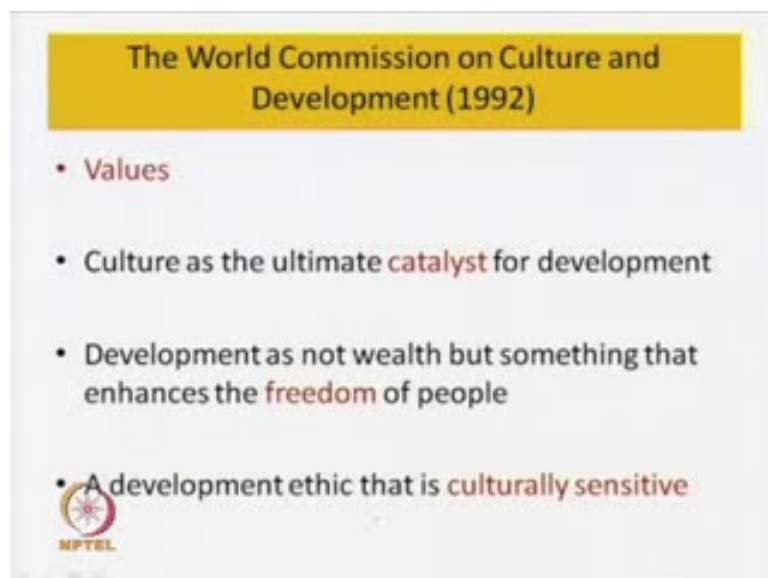 The World Commission on Culture and
Development (1992)
• Values
• Culture as the ultimate catalyst for development
• Development as not wealth but something that
enhances the freedom of people
• A development ethic that is culturally sensitive
NPTEL